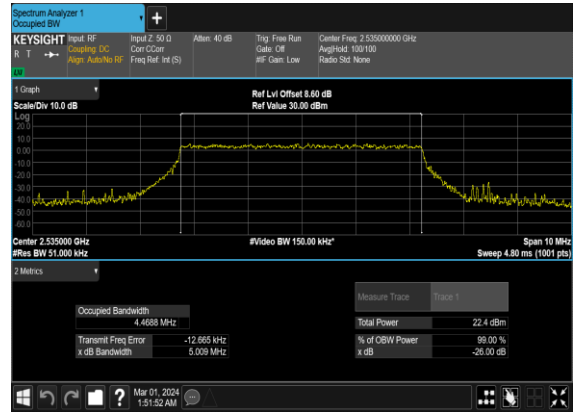 Spectrum Analyzer 1
Occupied BW
+
KEYSIGHT Input: RF Input Z: 50 Ω Atten: 40 dB Trig: Free Run Center Freq: 2.535000000 GHz
R T Coupling: DC Corr CCorr Gate: Off Avg|Hold: 100/100
Align: Auto/No RF Freq Ref: Int (S) #IF Gain: Low Radio Std: None
LW
1 Graph
Ref Lvl Offset 8.60 dB
Scale/Div 10.0 dB Ref Value 30.00 dBm
Log
20.0
10.0
0.00
-10.0
-20.0
-30.0
-40.0
-50.0
-60.0
Center 2.535000 GHz #Video BW 150.00 kHz* Span 10 MHz
#Res BW 51.000 kHz Sweep 4.80 ms (1001 pts)
2 Metrics
Measure Trace Trace 1
Occupied Bandwidth
4.4688 MHz Total Power 22.4 dBm
Transmit Freq Error -12.665 kHz % of OBW Power 99.00 %
x dB Bandwidth 5.009 MHz x dB -26.00 dB
?
Mar 01, 2024
1:51:52 AM